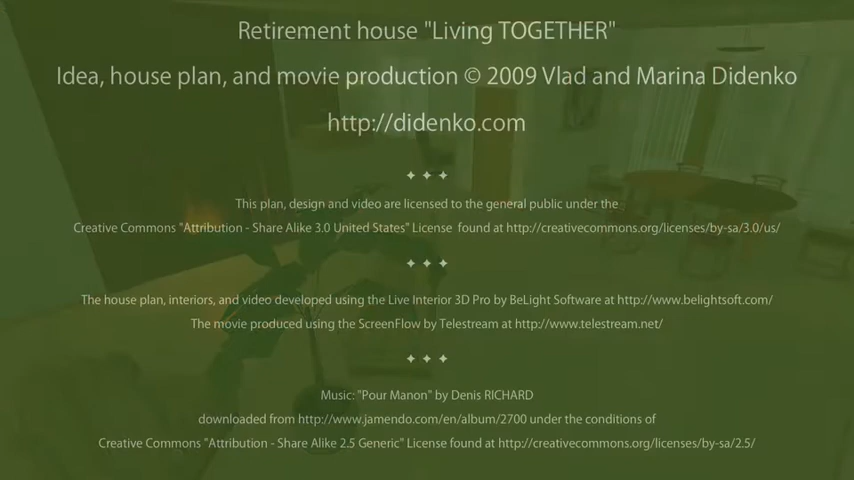 Retirement house "Living TOGETHER"
Idea, house plan, and movie production © 2009 Vlad and Marina Didenko
http://didenko.com
This plan, design and video are licensed to the general public under the
Creative Commons "Attribution - Share Alike 3.0 United States" License found at http://creativecommons.org/licenses/by-sa/3.0/us/
The house plan, interiors, and video developed using the Live Interior 3D Pro by BeLight Software at http://www.belightsoft.com/
The movie produced using the ScreenFlow by Telestream at http://www.telestream.net/
Music: "Pour Manon" by Denis RICHARD
downloaded from http://www.jamendo.com/en/album/2700 under the conditions of
Creative Commons "Attribution - Share Alike 2.5 Generic" License found at http://creativecommons.org/licenses/by-sa/2.5/